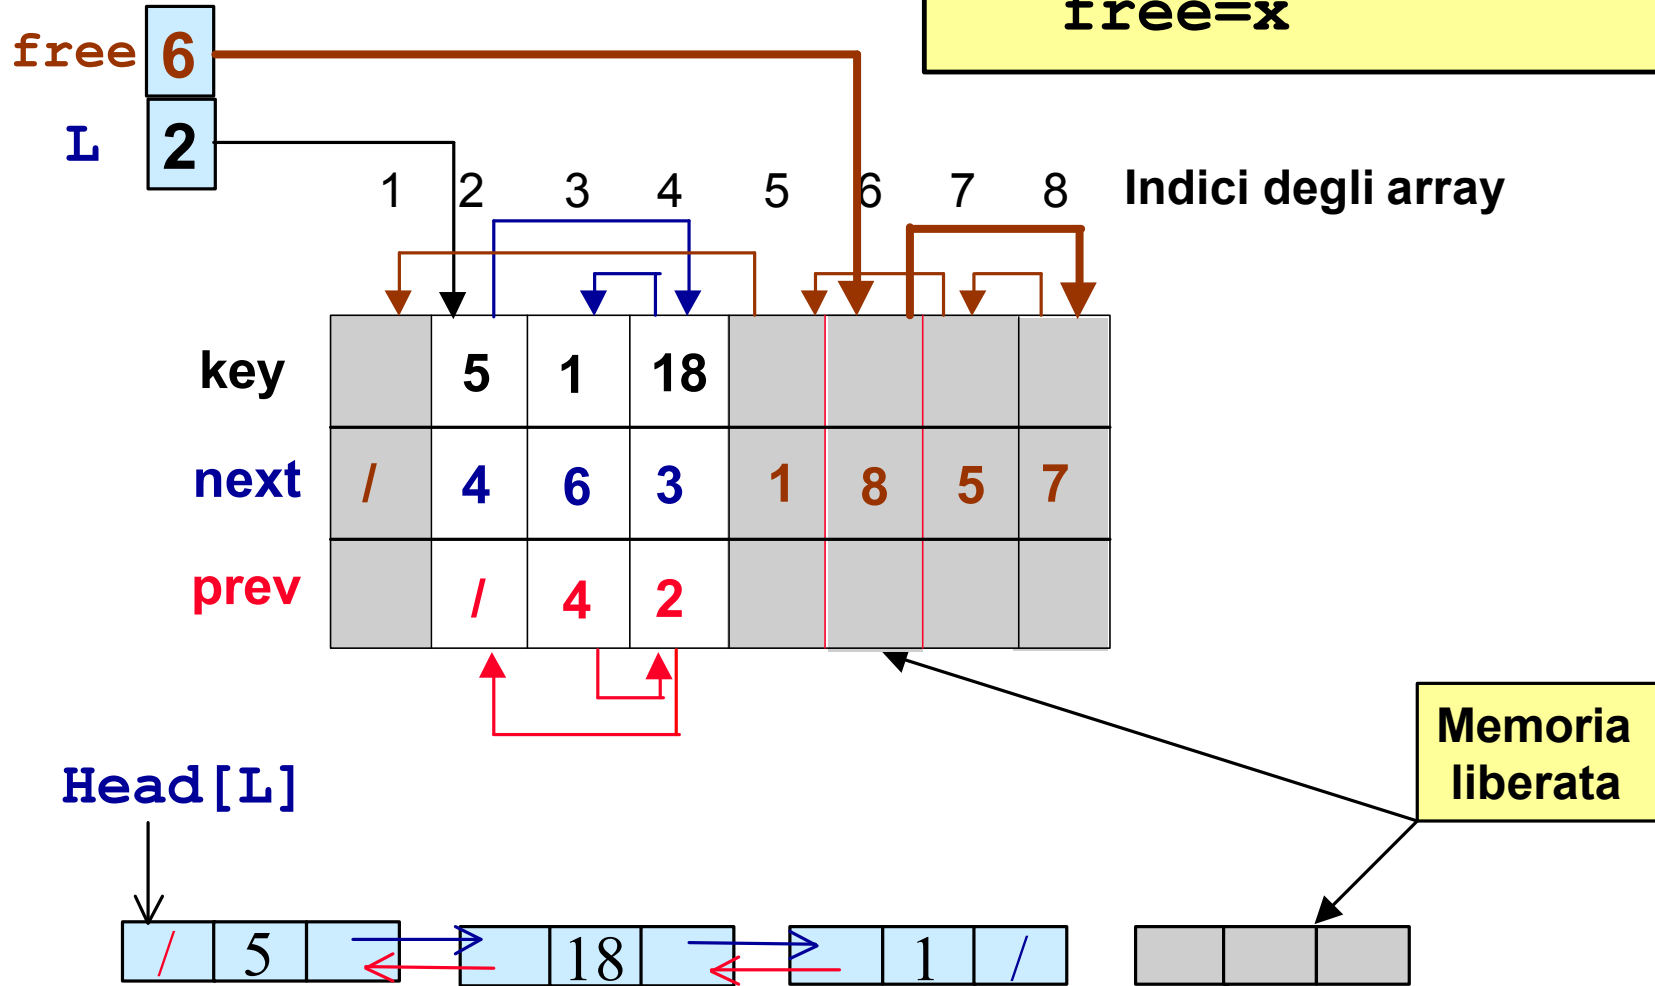 free=x
free 6
L 2
1 2 3 4 5 6 7 8 Indici degli array
key 5 1 18
next / 4 6 3 1 8 5 7
prev / 4 2
Memoria
liberata
Head[L]
/ 5 18 1 /